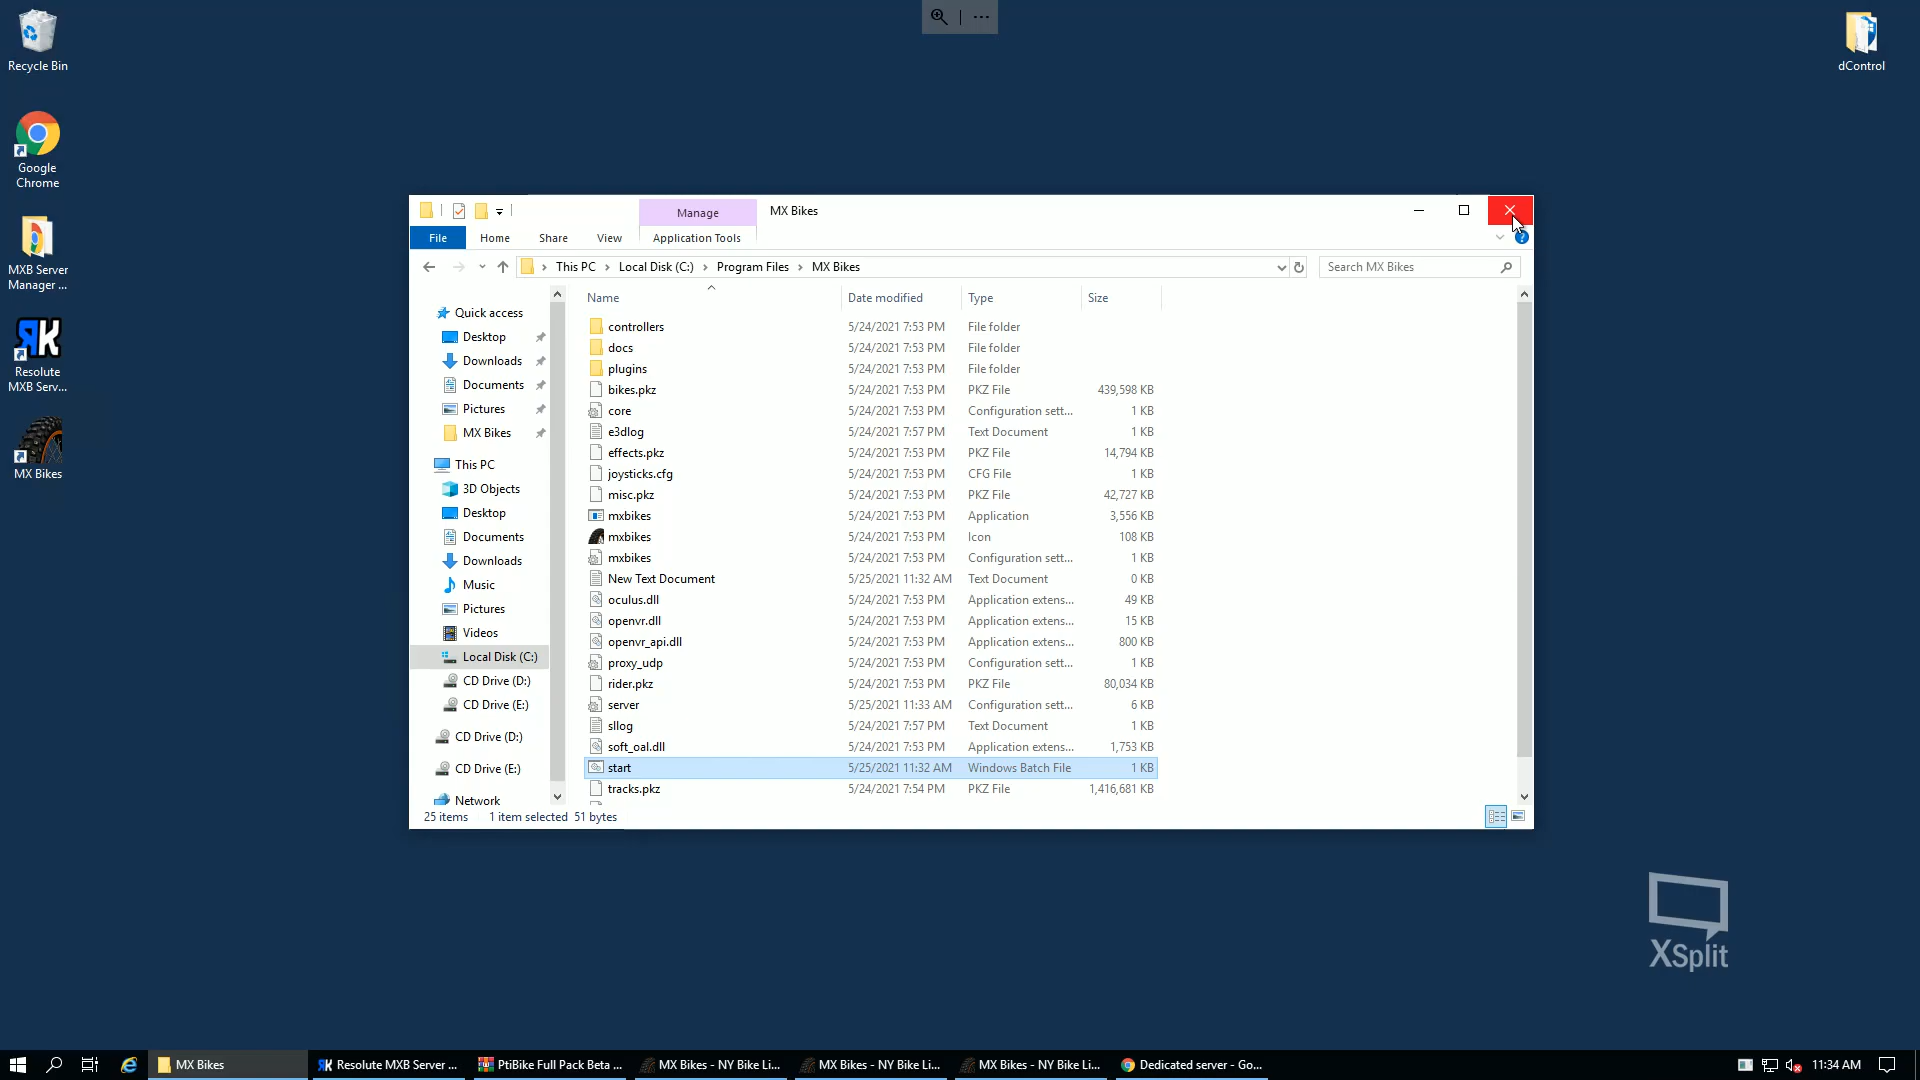 Recycle Bin
Google
Chrome
MXB Server
Manager ...
Resolute
MXB Serv...
MX Bikes
dControl
Manage
MX Bikes
File
Home
Share
View
Application Tools
This PC
Local Disk (C:)
Program Files
MX Bikes
Search MX Bikes
Quick access
Desktop
Downloads
Documents
Pictures
MX Bikes
This PC
3D Objects
Desktop
Documents
Downloads
Music
Pictures
Videos
Local Disk (C:)
CD Drive (D:)
CD Drive (E:)
CD Drive (D:)
CD Drive (E:)
Network
Name Date modified Type Size
controllers 5/24/2021 7:53 PM File folder
docs 5/24/2021 7:53 PM File folder
plugins 5/24/2021 7:53 PM File folder
bikes.pkz 5/24/2021 7:53 PM PKZ File 439,598 KB
core 5/24/2021 7:53 PM Configuration sett... 1 KB
e3dlog 5/24/2021 7:57 PM Text Document 1 KB
effects.pkz 5/24/2021 7:53 PM PKZ File 14,794 KB
joysticks.cfg 5/24/2021 7:53 PM CFG File 1 KB
misc.pkz 5/24/2021 7:53 PM PKZ File 42,727 KB
mxbikes 5/24/2021 7:53 PM Application 3,556 KB
mxbikes 5/24/2021 7:53 PM Icon 108 KB
mxbikes 5/24/2021 7:53 PM Configuration sett... 1 KB
New Text Document 5/25/2021 11:32 AM Text Document 0 KB
oculus.dll 5/24/2021 7:53 PM Application extens... 49 KB
openvr.dll 5/24/2021 7:53 PM Application extens... 15 KB
openvr_api.dll 5/24/2021 7:53 PM Application extens... 800 KB
proxy_udp 5/24/2021 7:53 PM Configuration sett... 1 KB
rider.pkz 5/24/2021 7:53 PM PKZ File 80,034 KB
server 5/25/2021 11:33 AM Configuration sett... 6 KB
sllog 5/24/2021 7:57 PM Text Document 1 KB
soft_oal.dll 5/24/2021 7:53 PM Application extens... 1,753 KB
start 5/25/2021 11:32 AM Windows Batch File 1 KB
tracks.pkz 5/24/2021 7:54 PM PKZ File 1,416,681 KB
25 items 1 item selected 51 bytes
XSplit
MX Bikes
RK Resolute MXB Server ...
PtiBike Full Pack Beta ...
MX Bikes - NY Bike Li...
MX Bikes - NY Bike Li...
MX Bikes - NY Bike Li...
Dedicated server - Go...
11:34 AM